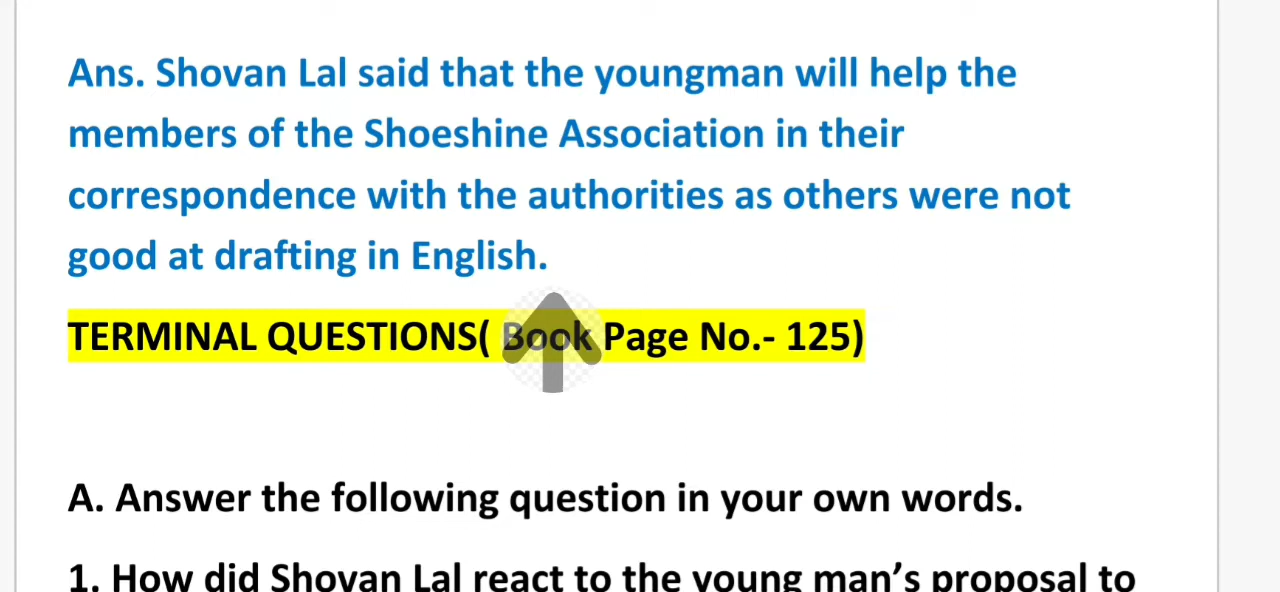 Ans. Shovan Lal said that the youngman will help the
members of the Shoeshine Association in their
correspondence with the authorities as others were not
good at drafting in English.
TERMINAL QUESTIONS( Book Page No.- 125)
A. Answer the following question in your own words.
1. How did Shovan Lal react to the young man's proposal to